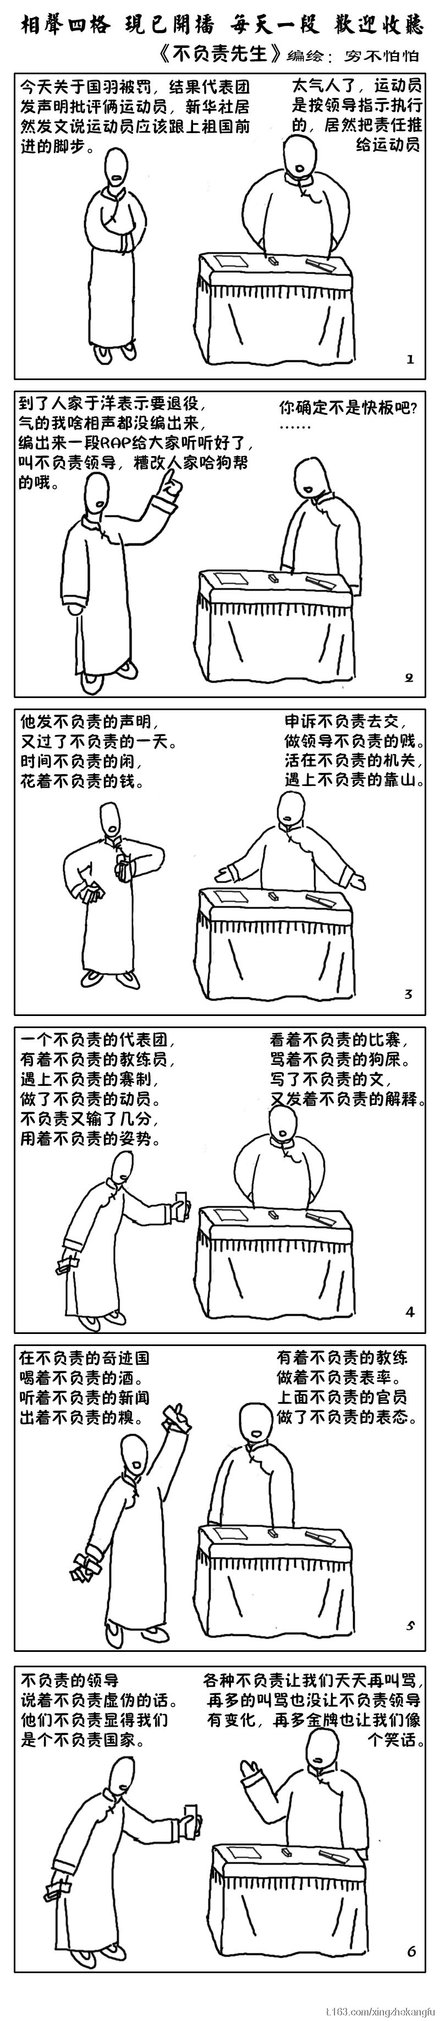 相聲四格 現已開播 每天一段 歡迎收聽
《不负责先生》编绘：穷不怕怕
今天关于国羽被罚，结果代表团
发声明批评俩运动员，新华社居
然发文说运动员应该跟上祖国前
进的脚步。
太气人了，运动员
是按领导指示执行
的，居然把责任推
给运动员
1
到了人家于洋表示要退役，
气的我啥相声都没编出来，
编出来一段RAP给大家听听好了，
叫不负责领导，糟改人家哈狗帮
的哦。
你确定不是快板吧?
……
2
他发不负责的声明，
又过了不负责的一天。
时间不负责的闲，
花着不负责的钱。
申诉不负责去交，
做领导不负责的贱。
活在不负责的机关，
遇上不负责的靠山。
3
一个不负责的代表团，
有着不负责的教练员，
遇上不负责的赛制，
做了不负责的动员。
不负责又输了几分，
用着不负责的姿势。
看着不负责的比赛，
骂着不负责的狗屎。
写了不负责的文，
又发着不负责的解释。
4
在不负责的奇迹国
喝着不负责的酒。
听着不负责的新闻
出着不负责的糗。
有着不负责的教练
做着不负责表率。
上面不负责的官员
做了不负责的表态。
5
不负责的领导
说着不负责虚伪的话。
他们不负责显得我们
是个不负责国家。
各种不负责让我们天天再叫骂，
再多的叫骂也没让不负责领导
有变化，再多金牌也让我们像
个笑话。
6
t.163.com/xingzhekangfu